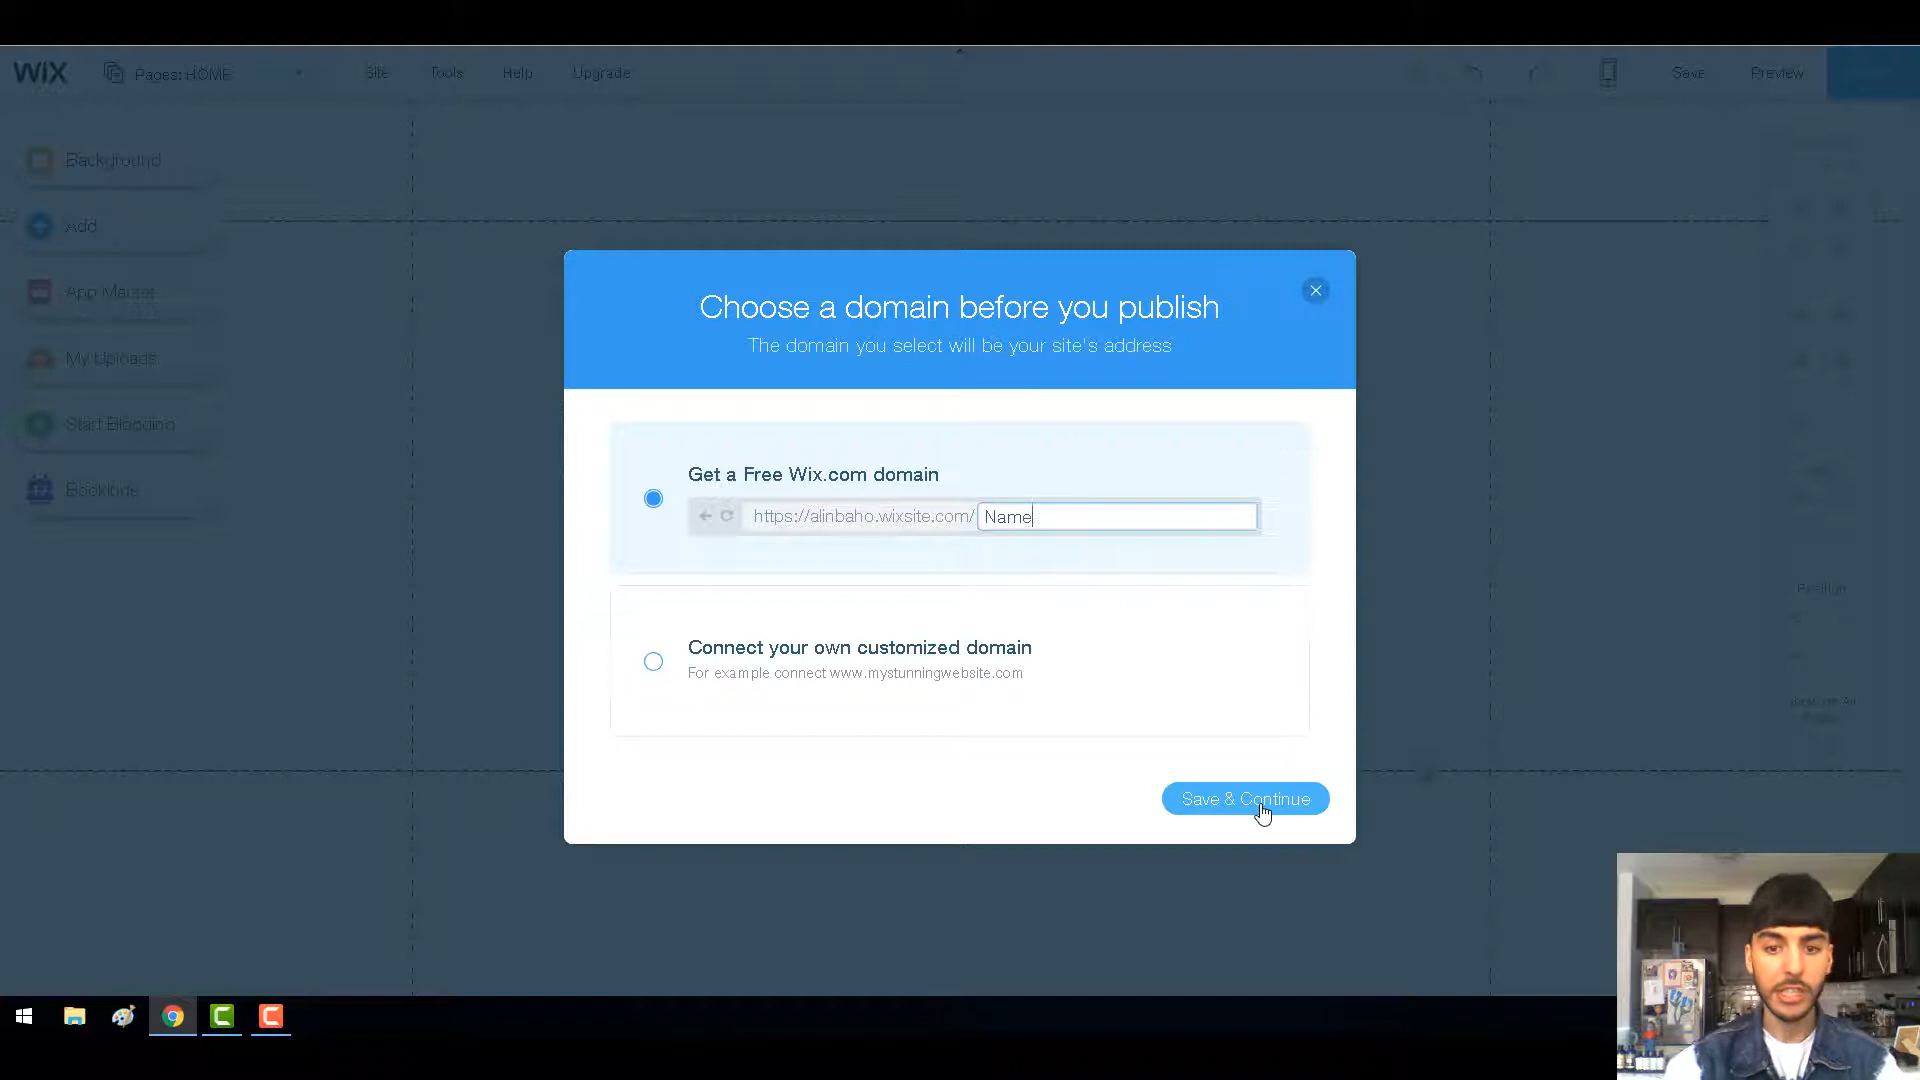 WIX
Pages: HOME
Site
Tools
Help
Upgrade
Save
Preview
Background
Add
App Market
My Uploads
Start Blogging
Bookings
Choose a domain before you publish
The domain you select will be your site's address
Get a Free Wix.com domain
https://alinbaho.wixsite.com/
Name
Connect your own customized domain
For example connect www.mystunningwebsite.com
Save & Continue
Position